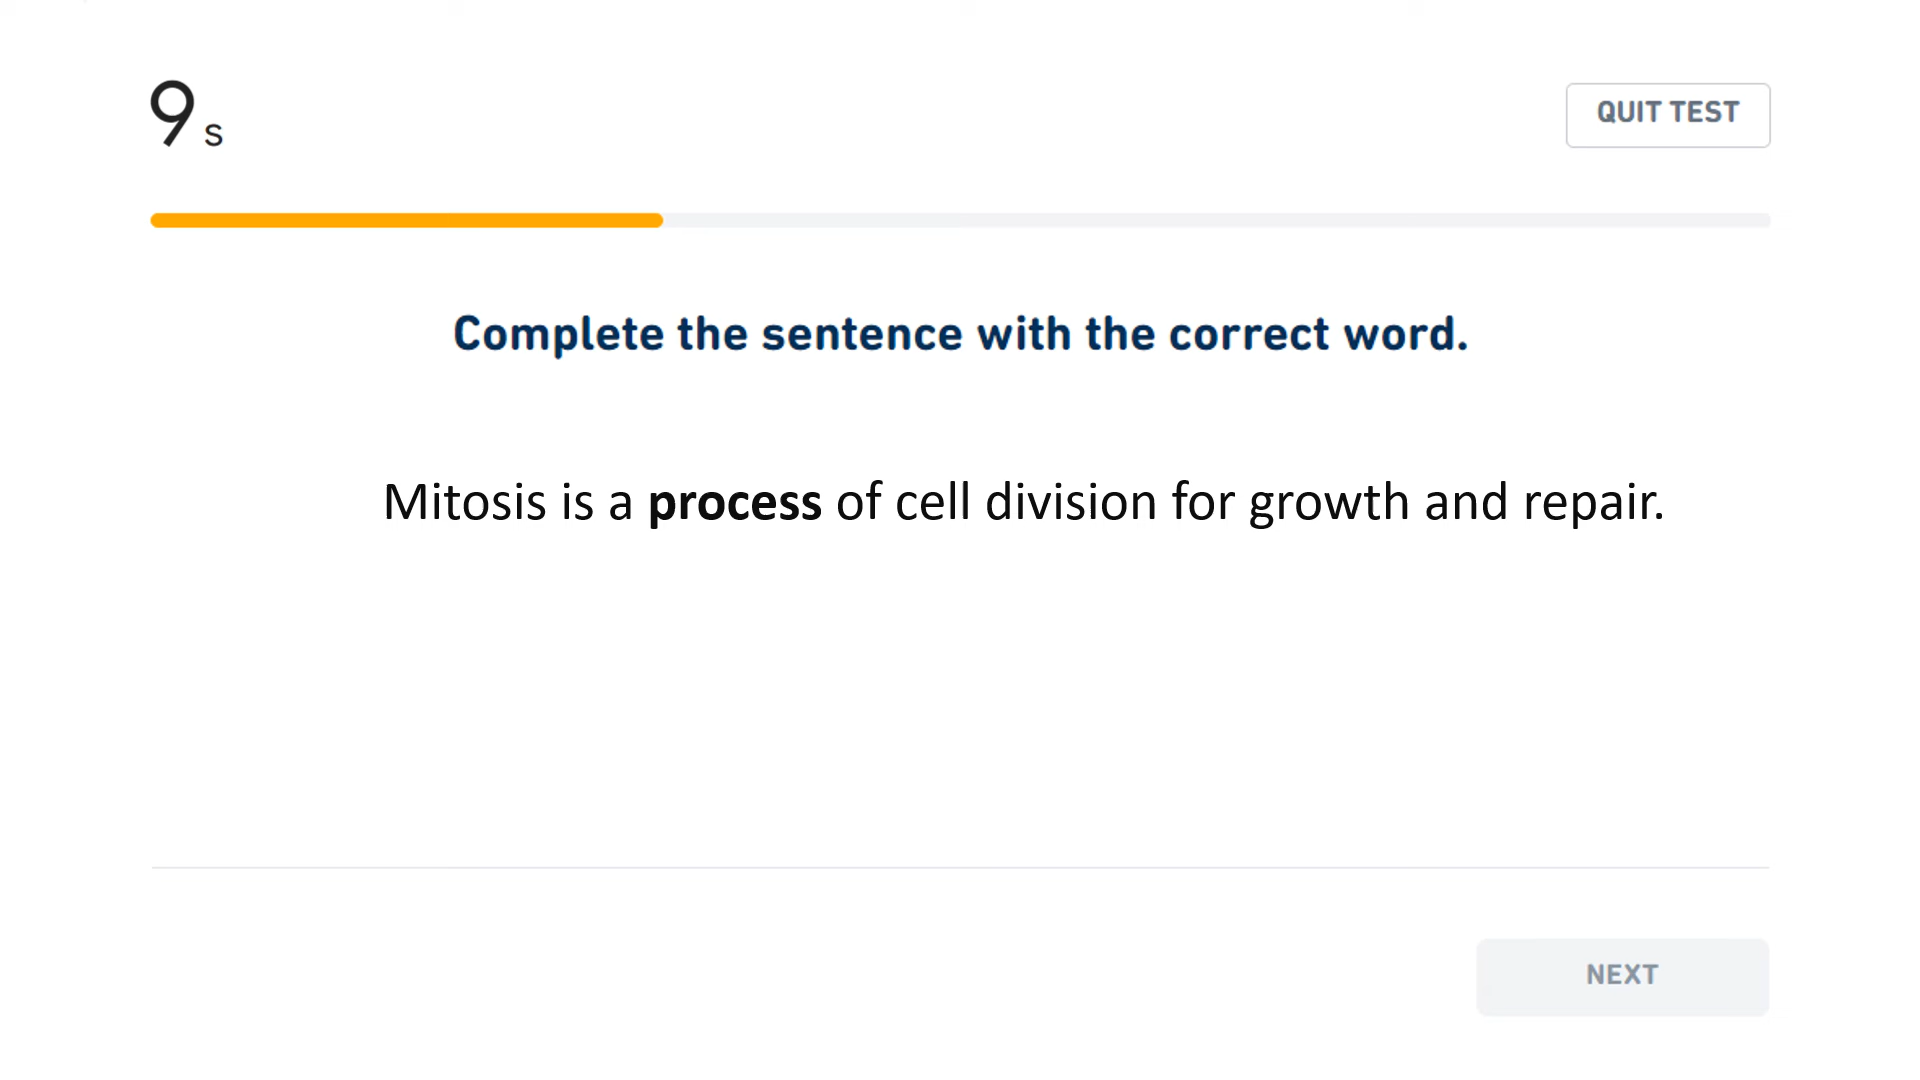 9 s
QUIT TEST
Complete the sentence with the correct word.
Mitosis is a process of cell division for growth and repair.
NEXT